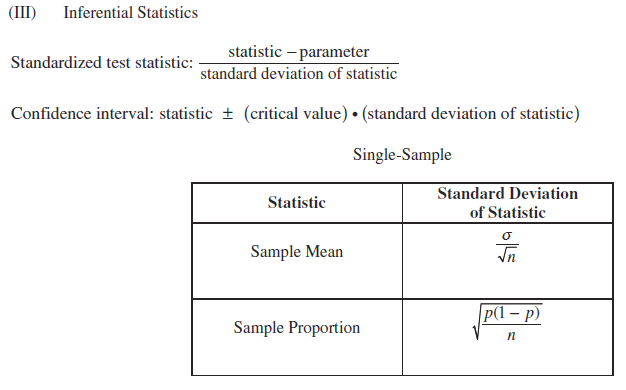 (III) Inferential Statistics
Standardized test statistic: statistic – parameter / standard deviation of statistic
Confidence interval: statistic ± (critical value) • (standard deviation of statistic)
Single-Sample
Statistic
Standard Deviation of Statistic
Sample Mean
σ/√n
Sample Proportion
√(p(1 – p)/n)